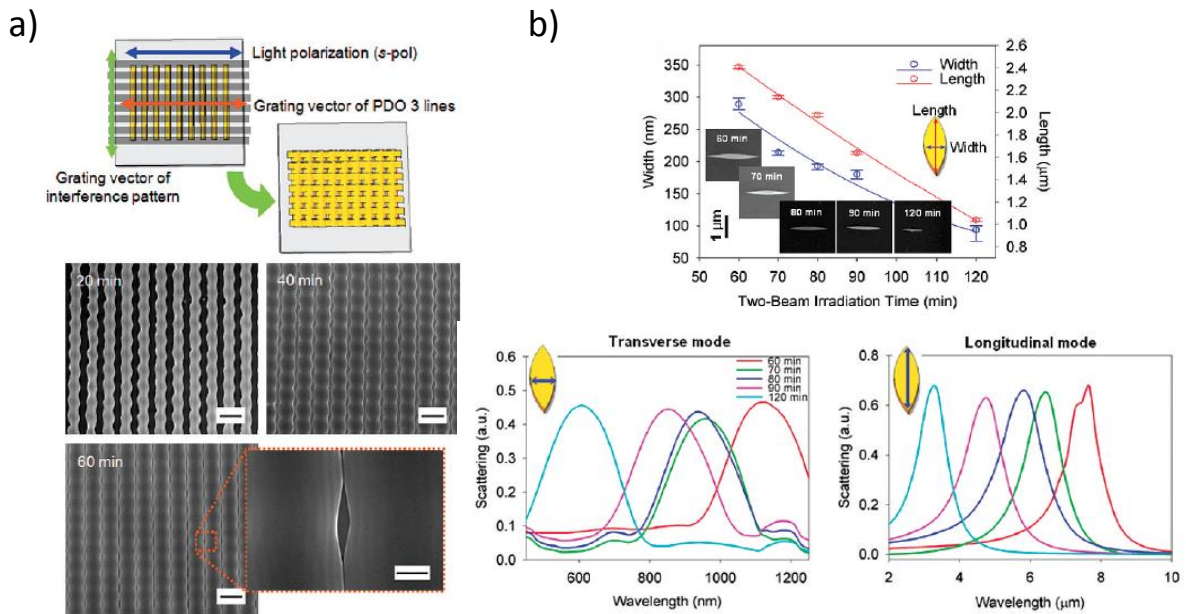 a)
Light polarization (s-pol)
Grating vector of PDO 3 lines
Grating vector of
interference pattern
20 min
40 min
60 min
b)
350
300
250
200
150
100
50
Width (nm)
2.6
2.4
2.2
2.0
1.8
1.6
1.4
1.2
1.0
0.8
Length (μm)
Width
Length
Length
Width
60 min
70 min
80 min
90 min
120 min
1 μm
50 60 70 80 90 100 110 120
Two-Beam Irradiation Time (min)
Transverse mode
0.6
0.5
0.4
0.3
0.2
0.1
0.0
Scattering (a.u.)
60 min
70 min
80 min
90 min
120 min
600 800 1000 1200
Wavelength (nm)
Longitudinal mode
0.8
0.6
0.4
0.2
0.0
Scattering (a.u.)
2 4 6 8 10
Wavelength (μm)